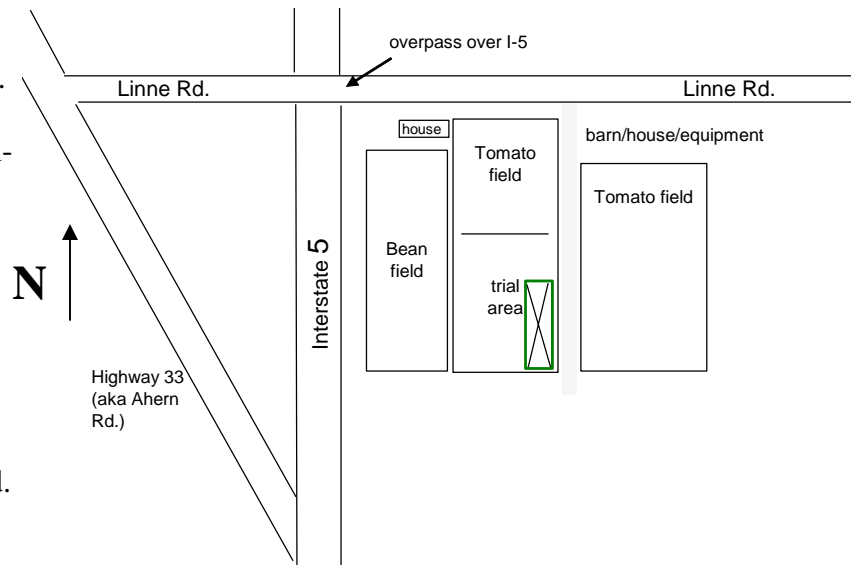 overpass over I-5
Linne Rd.
Linne Rd.
house
barn/house/equipment
Tomato
field
Tomato field
Bean
field
trial
area
Interstate 5
N
Highway 33
(aka Ahern
Rd.)